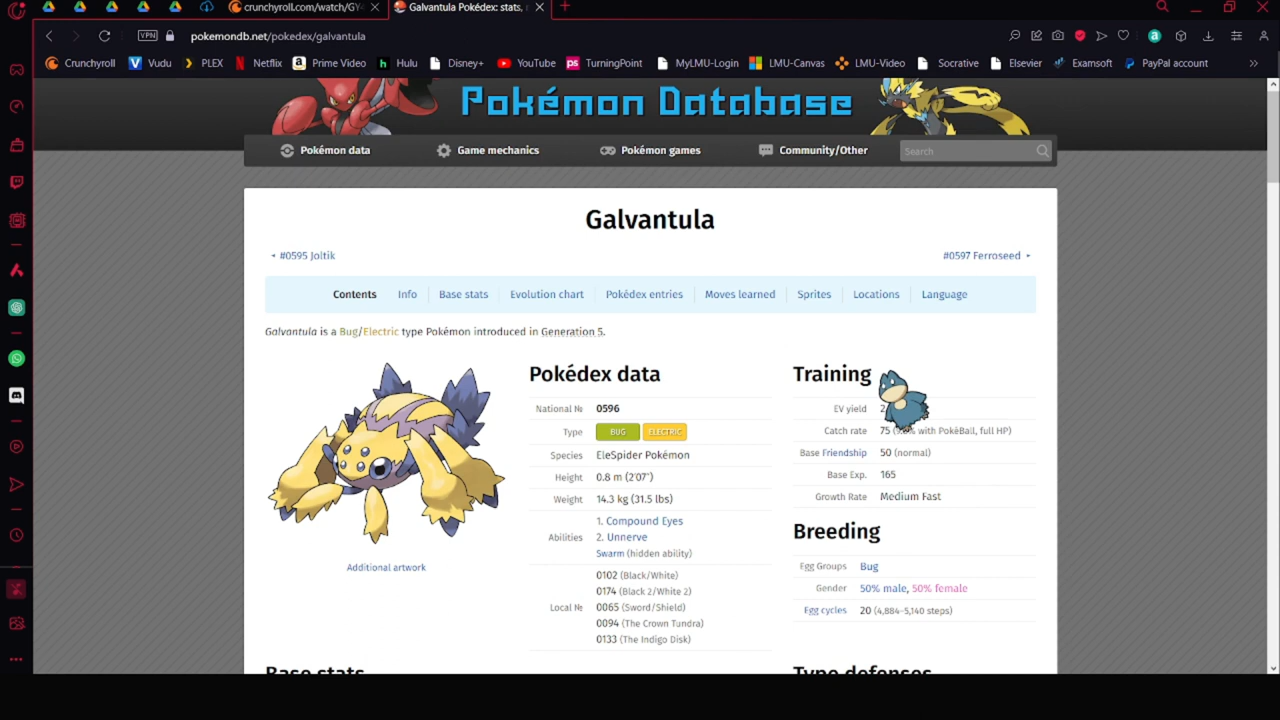 crunchyroll.com/watch/GY4
Galvantula Pokédex: stats,
VPN
pokemondb.net/pokedex/galvantula
Crunchyroll Vudu PLEX Netflix Prime Video Hulu Disney+ YouTube TurningPoint MyLMU-Login LMU-Canvas LMU-Video Socrative Elsevier Examsoft PayPal account
Pokémon Database
Pokémon data Game mechanics Pokémon games Community/Other Search
Galvantula
#0595 Joltik #0597 Ferroseed
Contents Info Base stats Evolution chart Pokédex entries Moves learned Sprites Locations Language
Galvantula is a Bug/Electric type Pokémon introduced in Generation 5.
Additional artwork
Pokédex data
National № 0596
Type BUG ELECTRIC
Species EleSpider Pokémon
Height 0.8 m (2′07″)
Weight 14.3 kg (31.5 lbs)
Abilities
1. Compound Eyes
2. Unnerve
Swarm (hidden ability)
Local №
0102 (Black/White)
0174 (Black 2/White 2)
0065 (Sword/Shield)
0094 (The Crown Tundra)
0133 (The Indigo Disk)
Training
EV yield 2
Catch rate 75 with PokéBall, full HP)
Base Friendship 50 (normal)
Base Exp. 165
Growth Rate Medium Fast
Breeding
Egg Groups Bug
Gender 50% male, 50% female
Egg cycles 20 (4,884–5,140 steps)
Base stats
Type defenses